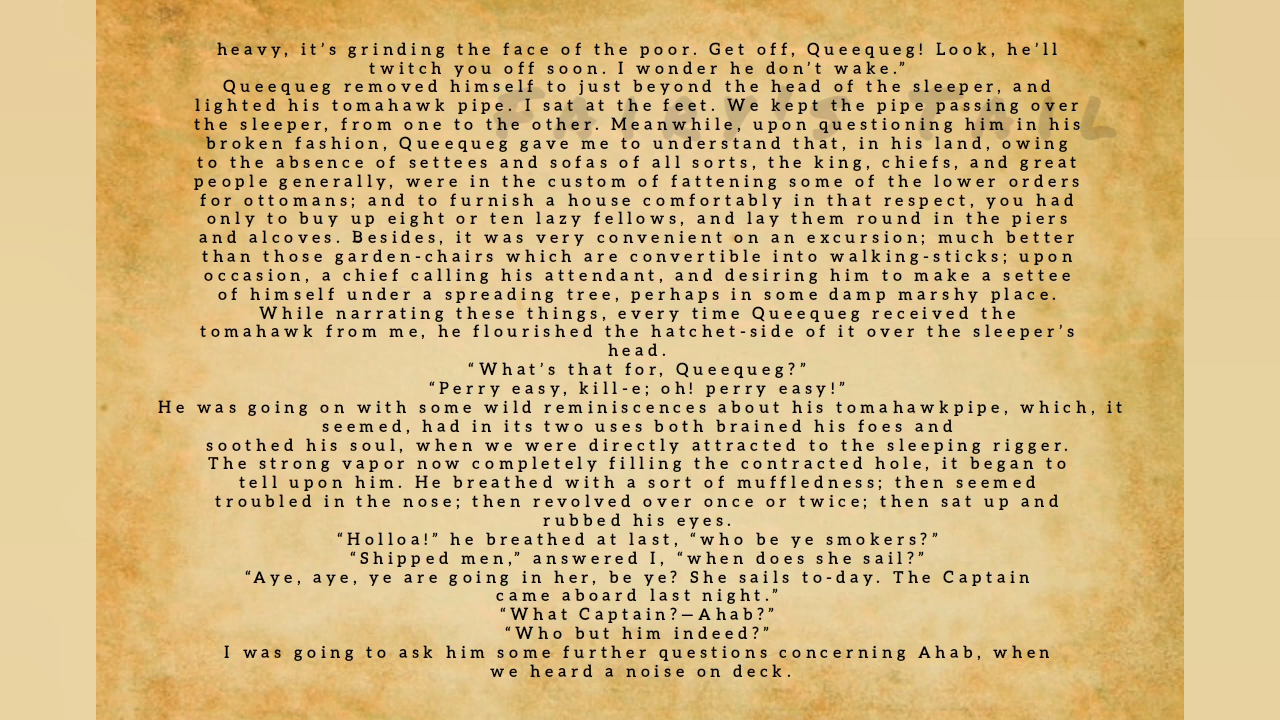 heavy, it’s grinding the face of the poor. Get off, Queequeg! Look, he’ll
twitch you off soon. I wonder he don’t wake.”
Queequeg removed himself to just beyond the head of the sleeper, and
lighted his tomahawk pipe. I sat at the feet. We kept the pipe passing over
the sleeper, from one to the other. Meanwhile, upon questioning him in his
broken fashion, Queequeg gave me to understand that, in his land, owing
to the absence of settees and sofas of all sorts, the king, chiefs, and great
people generally, were in the custom of fattening some of the lower orders
for ottomans; and to furnish a house comfortably in that respect, you had
only to buy up eight or ten lazy fellows, and lay them round in the piers
and alcoves. Besides, it was very convenient on an excursion; much better
than those garden-chairs which are convertible into walking-sticks; upon
occasion, a chief calling his attendant, and desiring him to make a settee
of himself under a spreading tree, perhaps in some damp marshy place.
While narrating these things, every time Queequeg received the
tomahawk from me, he flourished the hatchet-side of it over the sleeper’s
head.
“What’s that for, Queequeg?”
“Perry easy, kill-e; oh! perry easy!”
He was going on with some wild reminiscences about his tomahawkpipe, which, it
seemed, had in its two uses both brained his foes and
soothed his soul, when we were directly attracted to the sleeping rigger.
The strong vapor now completely filling the contracted hole, it began to
tell upon him. He breathed with a sort of muffledness; then seemed
troubled in the nose; then revolved over once or twice; then sat up and
rubbed his eyes.
“Holloa!” he breathed at last, “who be ye smokers?”
“Shipped men,” answered I, “when does she sail?”
“Aye, aye, ye are going in her, be ye? She sails to-day. The Captain
came aboard last night.”
“What Captain?—Ahab?”
“Who but him indeed?”
I was going to ask him some further questions concerning Ahab, when
we heard a noise on deck.